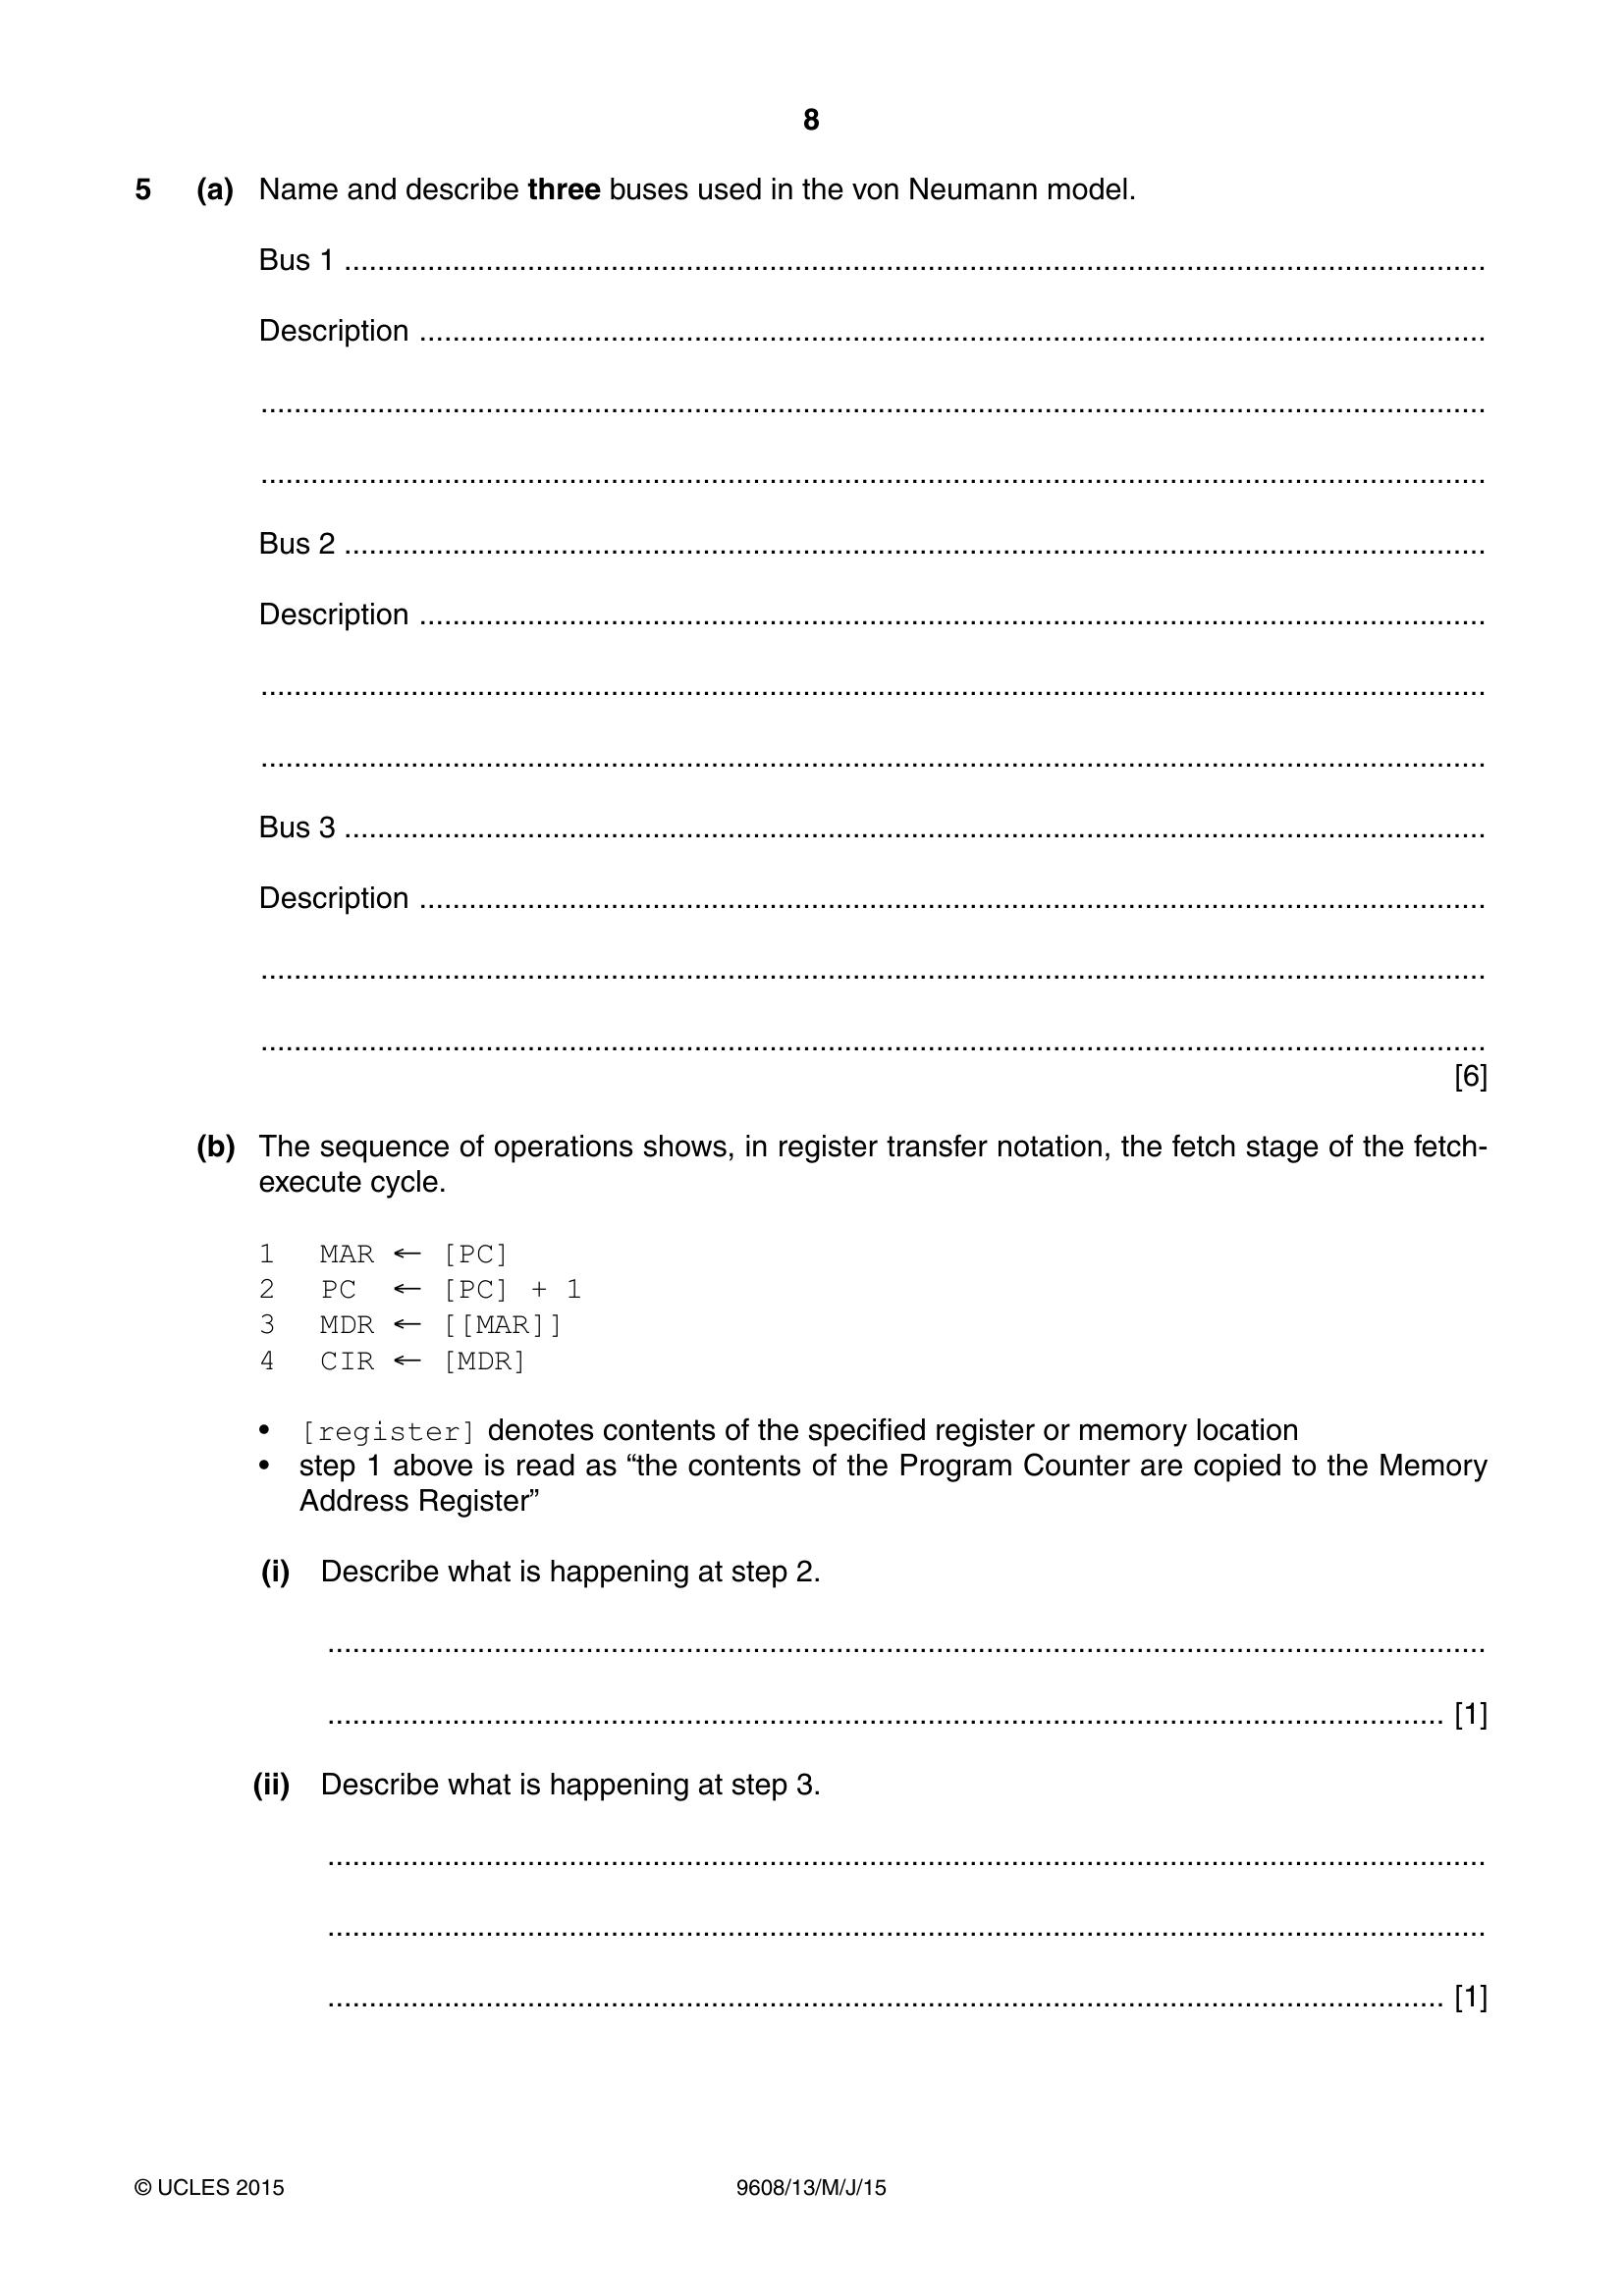 8
5 (a) Name and describe three buses used in the von Neumann model.
Bus 1 ....................................................................................................
Description ....................................................................................................
....................................................................................................
....................................................................................................
Bus 2 ....................................................................................................
Description ....................................................................................................
....................................................................................................
....................................................................................................
Bus 3 ....................................................................................................
Description ....................................................................................................
....................................................................................................
....................................................................................................
[6]
(b) The sequence of operations shows, in register transfer notation, the fetch stage of the fetch-
execute cycle.
1 MAR ← [PC]
2 PC ← [PC] + 1
3 MDR ← [[MAR]]
4 CIR ← [MDR]
• [register] denotes contents of the specified register or memory location
• step 1 above is read as “the contents of the Program Counter are copied to the Memory
Address Register”
(i) Describe what is happening at step 2.
....................................................................................................
.................................................................................................... [1]
(ii) Describe what is happening at step 3.
....................................................................................................
....................................................................................................
.................................................................................................... [1]
© UCLES 2015 9608/13/M/J/15